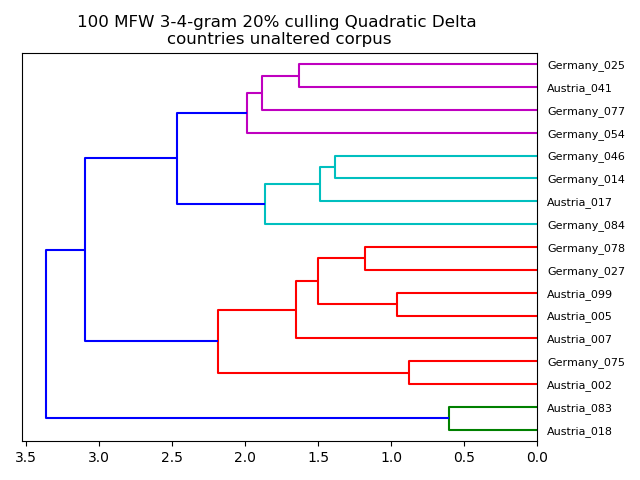 100 MFW 3-4-gram 20% culling Quadratic Delta
countries unaltered corpus
Germany_025
Austria_041
Germany_077
Germany_054
Germany_046
Germany_014
Austria_017
Germany_084
Germany_078
Germany_027
Austria_099
Austria_005
Austria_007
Germany_075
Austria_002
Austria_083
Austria_018
3.5 3.0 2.5 2.0 1.5 1.0 0.5 0.0